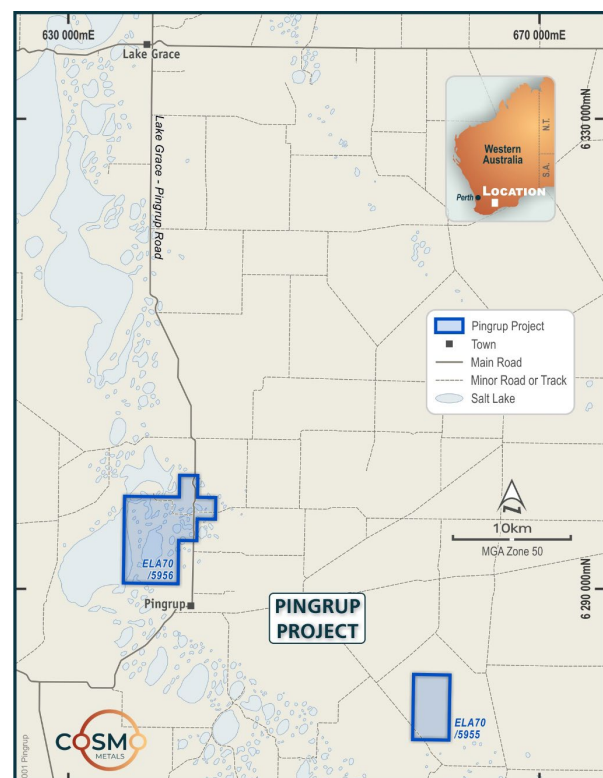 630 000mE
670 000mE
Lake Grace
Lake Grace - Pingrup Road
6 330 000mN
Western
Australia
N.T.
S.A.
Perth
LOCATION
Pingrup Project
Town
Main Road
Minor Road or Track
Salt Lake
N
10km
MGA Zone 50
ELA70
/5956
Pingrup
PINGRUP
PROJECT
6 290 000mN
ELA70
/5955
COSMO
METALS
001 Pingrup